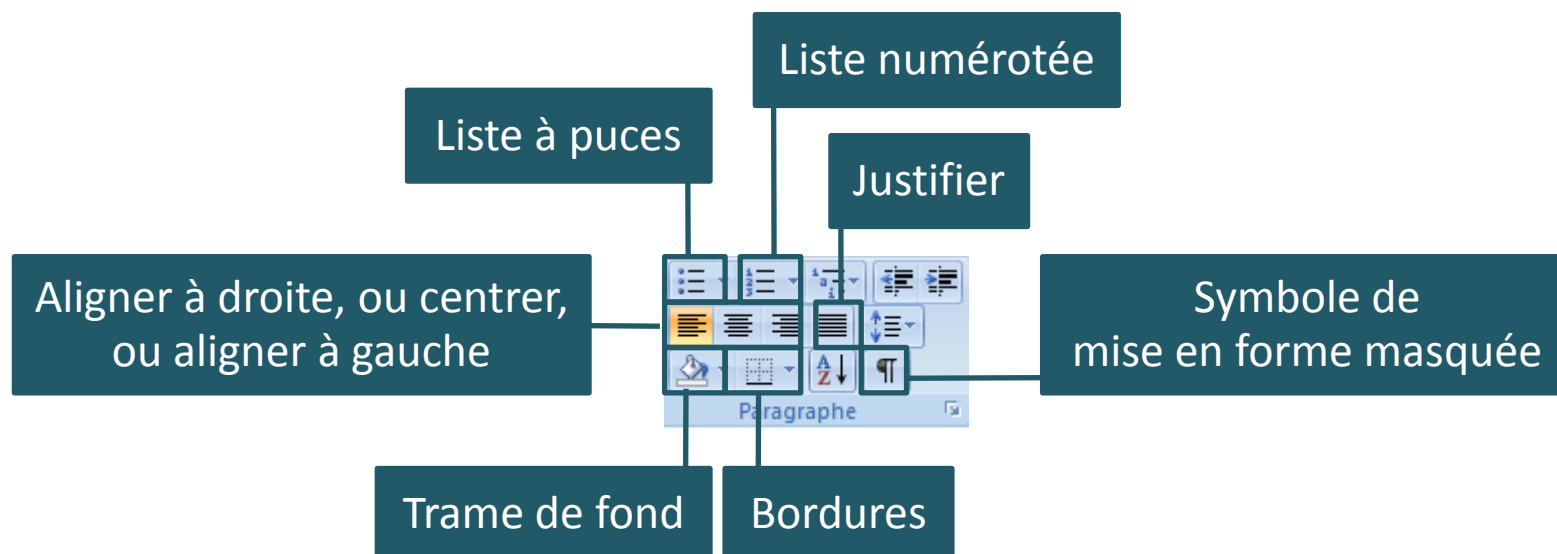 Liste numérotée
Liste à puces
Justifier
Aligner à droite, ou centrer,
ou aligner à gauche
Symbole de
mise en forme masquée
Paragraphe
Trame de fond
Bordures